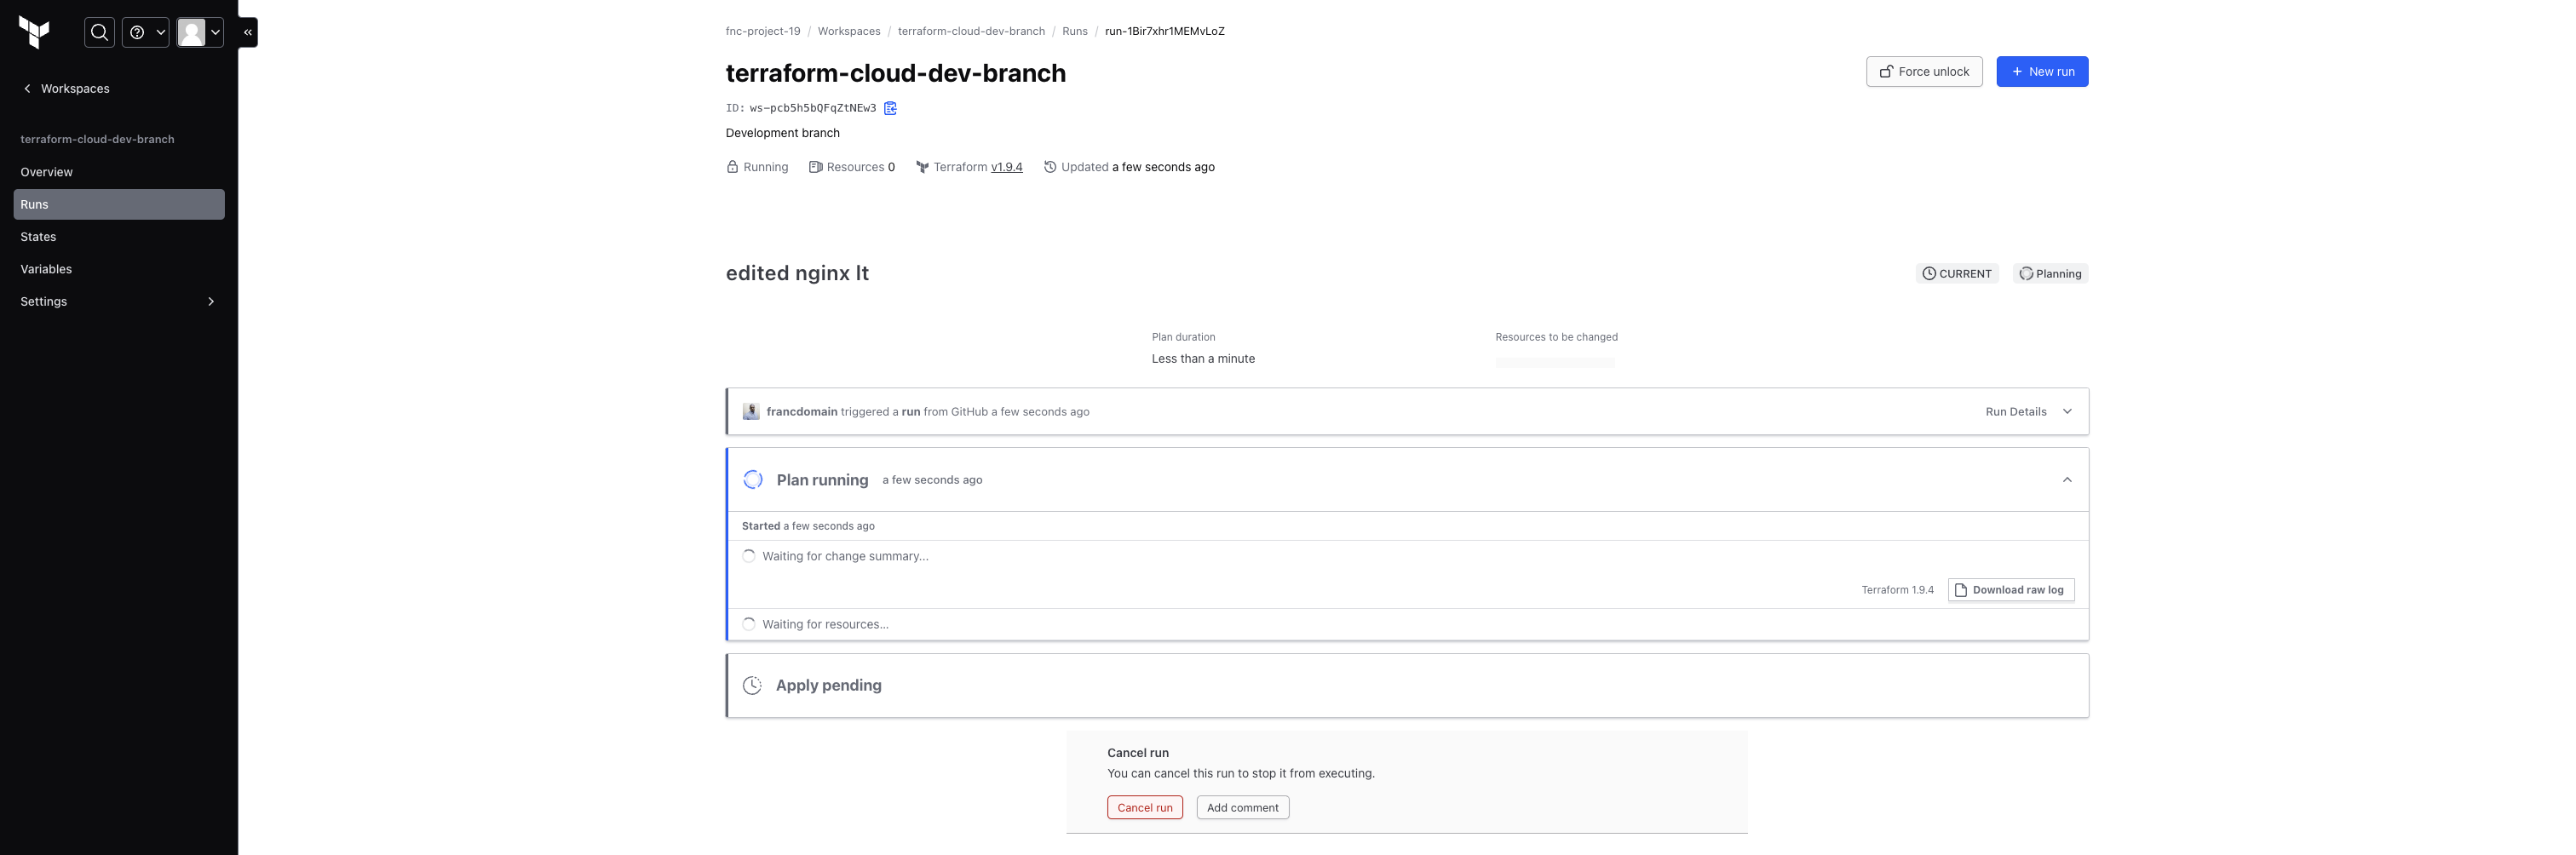 Workspaces
terraform-cloud-dev-branch
Overview
Runs
States
Variables
Settings
fnc-project-19 / Workspaces / terraform-cloud-dev-branch / Runs / run-1Bir7xhr1MEMvLoZ
terraform-cloud-dev-branch
Force unlock
+ New run
ID: ws-pcb5h5bQFqZtNEw3
Development branch
Running Resources 0 Terraform v1.9.4 Updated a few seconds ago
edited nginx lt
CURRENT Planning
Plan duration Resources to be changed
Less than a minute
francdomain triggered a run from GitHub a few seconds ago Run Details
Plan running a few seconds ago
Started a few seconds ago
Waiting for change summary...
Terraform 1.9.4 Download raw log
Waiting for resources...
Apply pending
Cancel run
You can cancel this run to stop it from executing.
Cancel run Add comment